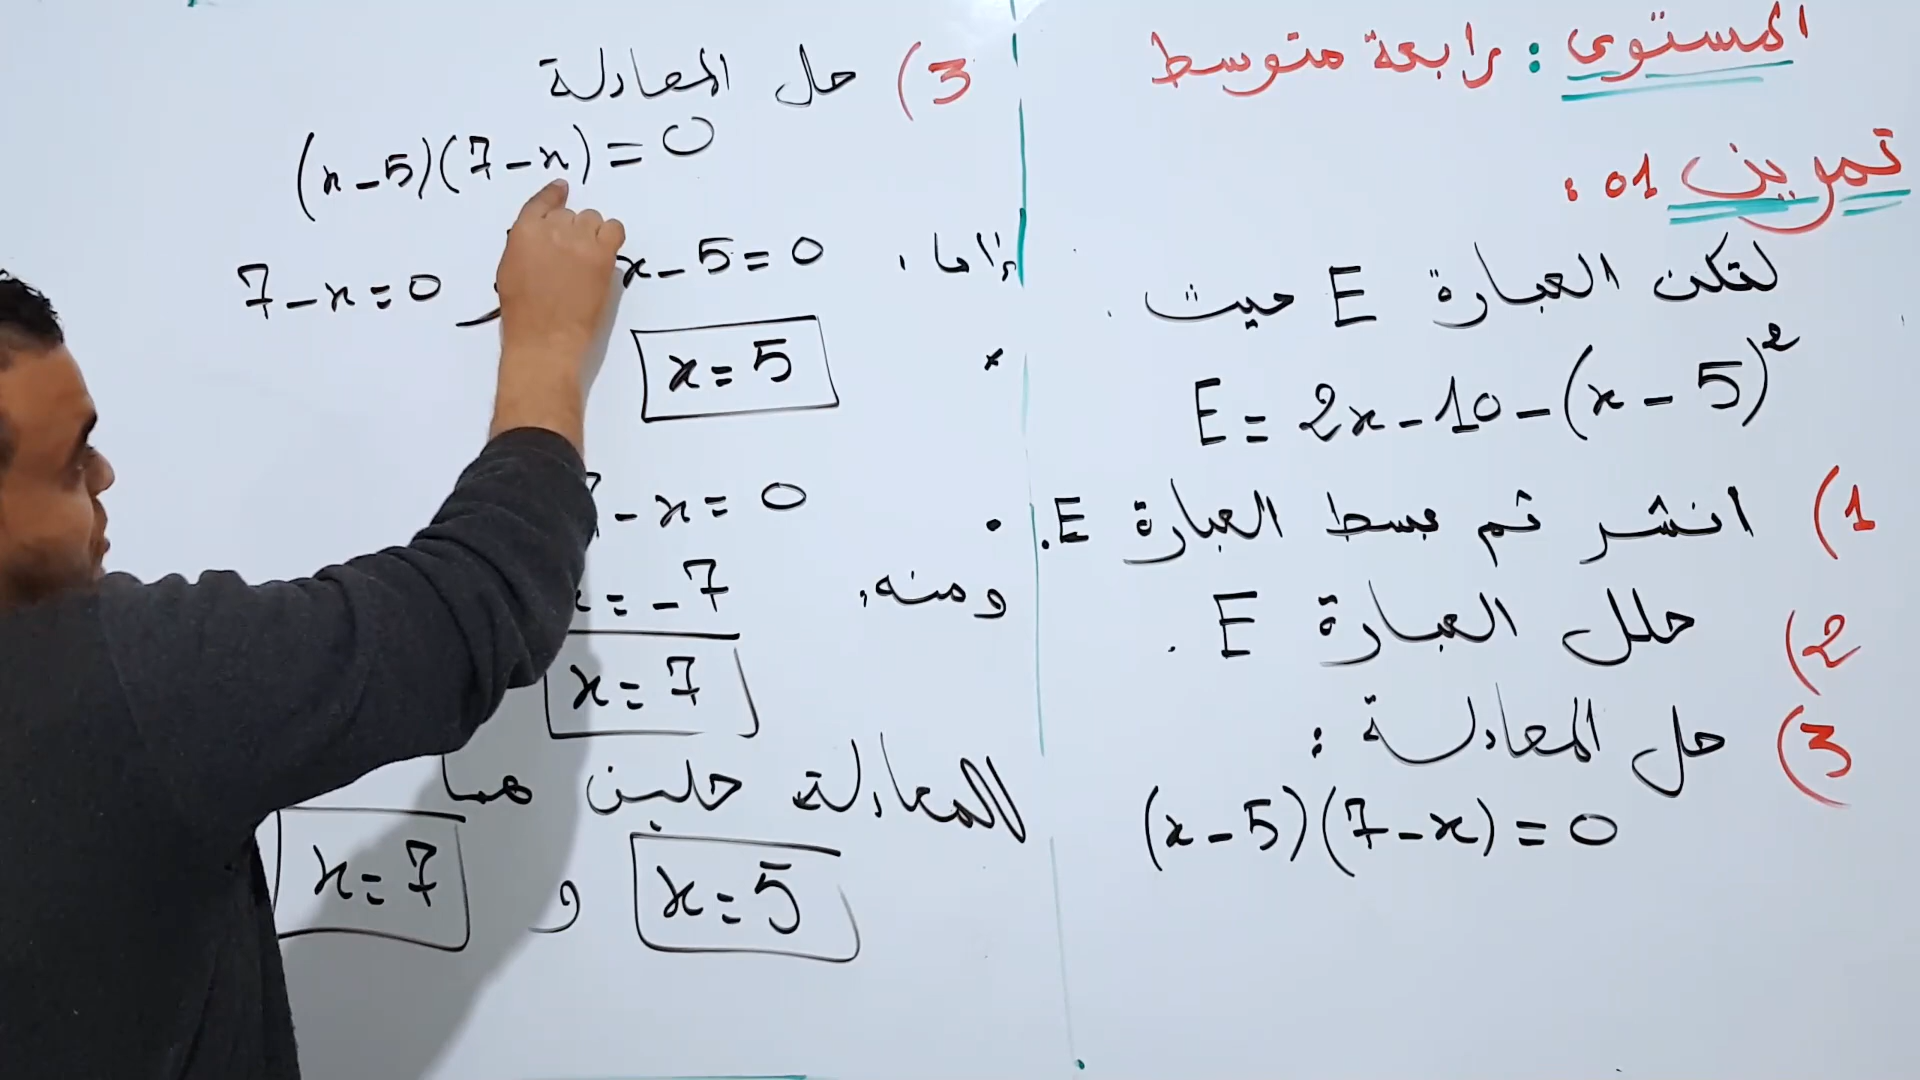 المستوى : رابعة متوسط
تمرين 01 :
لتكن العبارة E حيث
E = 2x - 10 - (x - 5)²
1) انشر ثم بسط العبارة E.
2) حلل العبارة E .
3) حل المعادلة :
(x - 5)(7 - x) = 0
3) حل المعادلة
(x - 5)(7 - x) = 0
إما، x - 5 = 0
7 - x = 0
x = 5
- x = 0
ومنه، = - 7
x = 7
للمعادلة حلين هما
x = 5 و x = 7